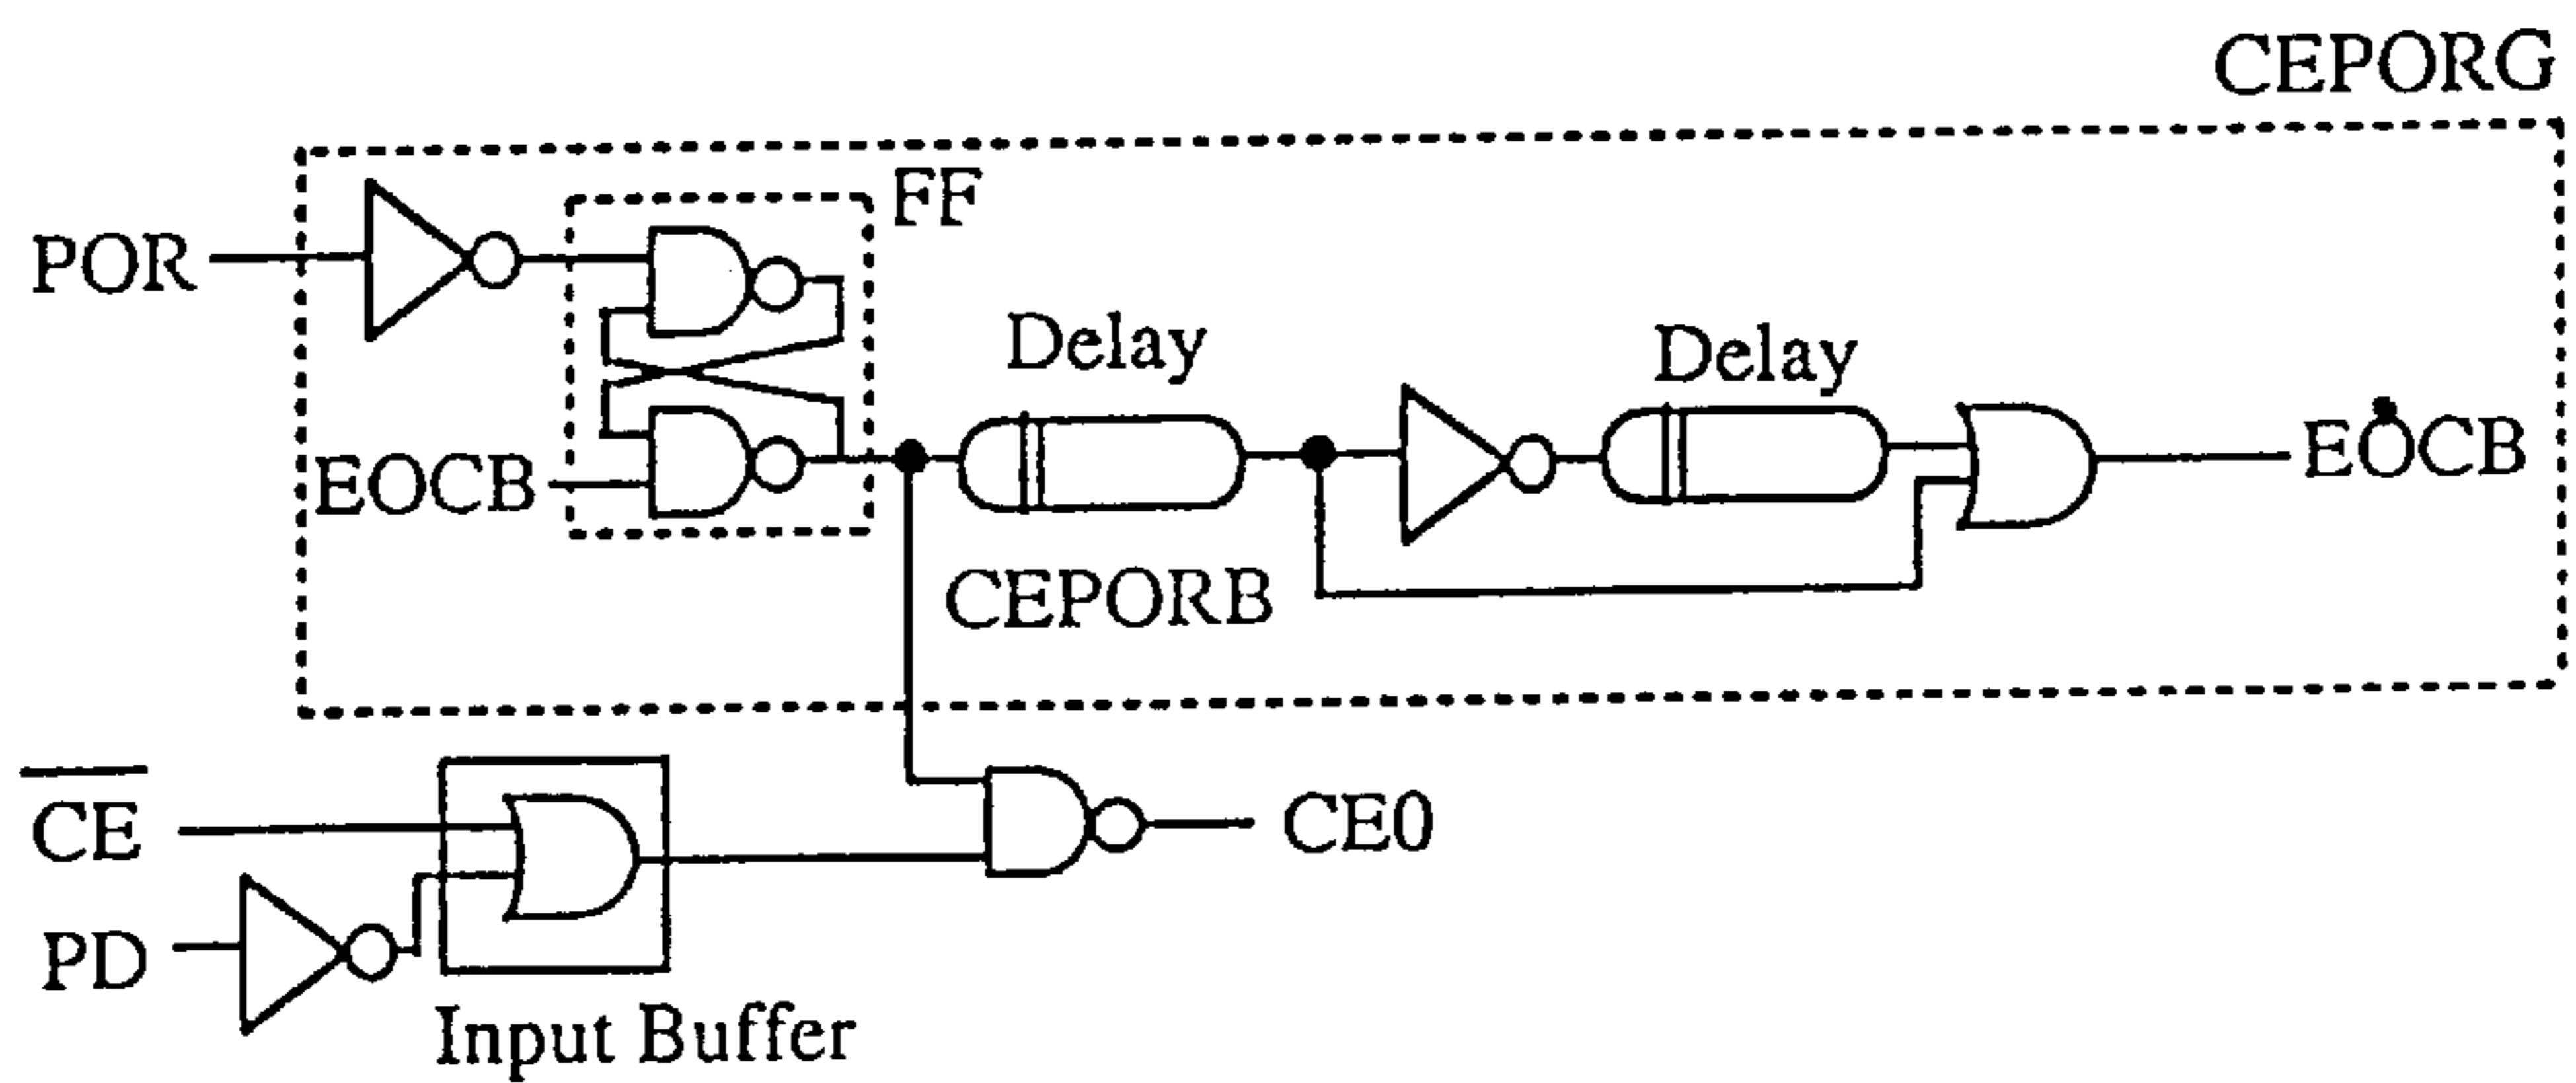 CEPORG
FF
POR
Delay
Delay
EOCB
EOCB
CEPORB
CE
CE0
PD
Input Buffer